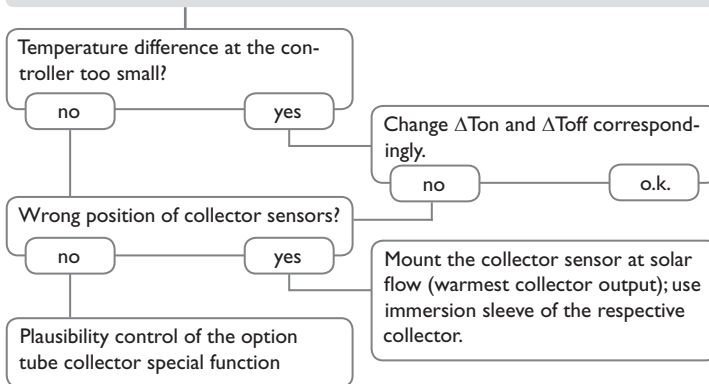 Temperature difference at the con-
troller too small?
no
yes
Change ΔTon and ΔToff correspond-
ingly.
no
o.k.
Wrong position of collector sensors?
no
yes
Mount the collector sensor at solar
flow (warmest collector output); use
immersion sleeve of the respective
collector.
Plausibility control of the option
tube collector special function